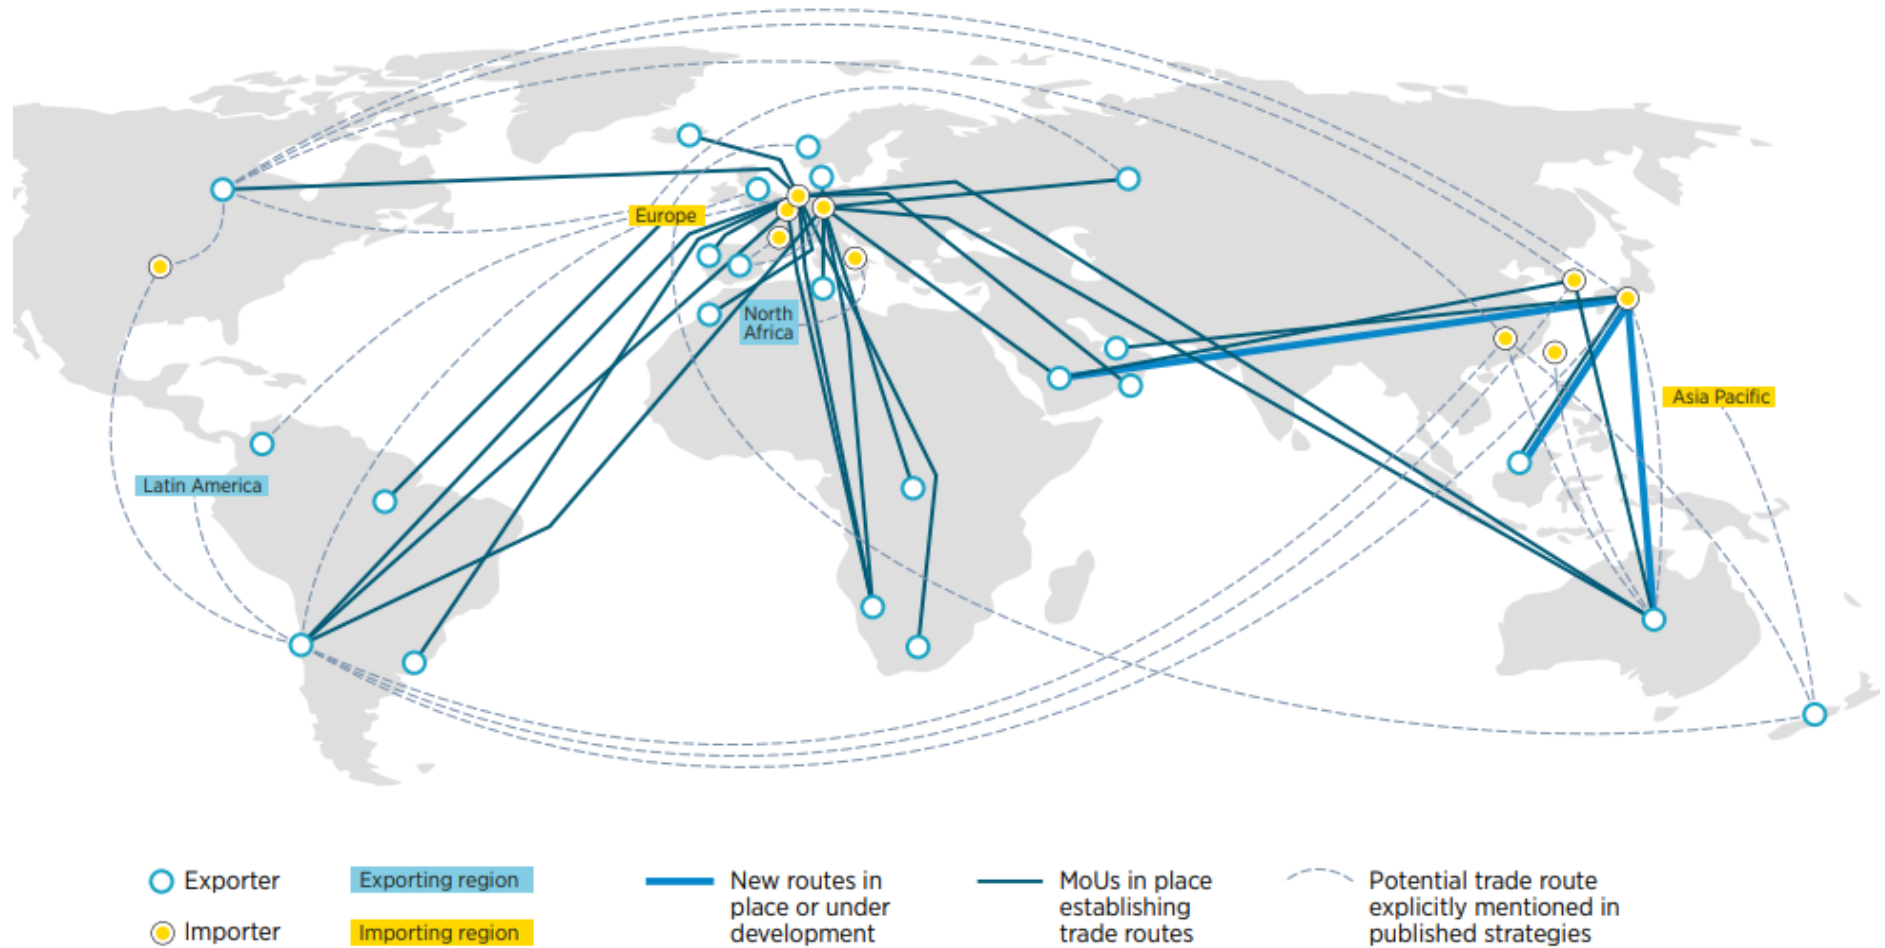 Europe
North
Africa
Asia Pacific
Latin America
Exporter
Exporting region
New routes in
place or under
development
MoUs in place
establishing
trade routes
Potential trade route
explicitly mentioned in
published strategies
Importer
Importing region